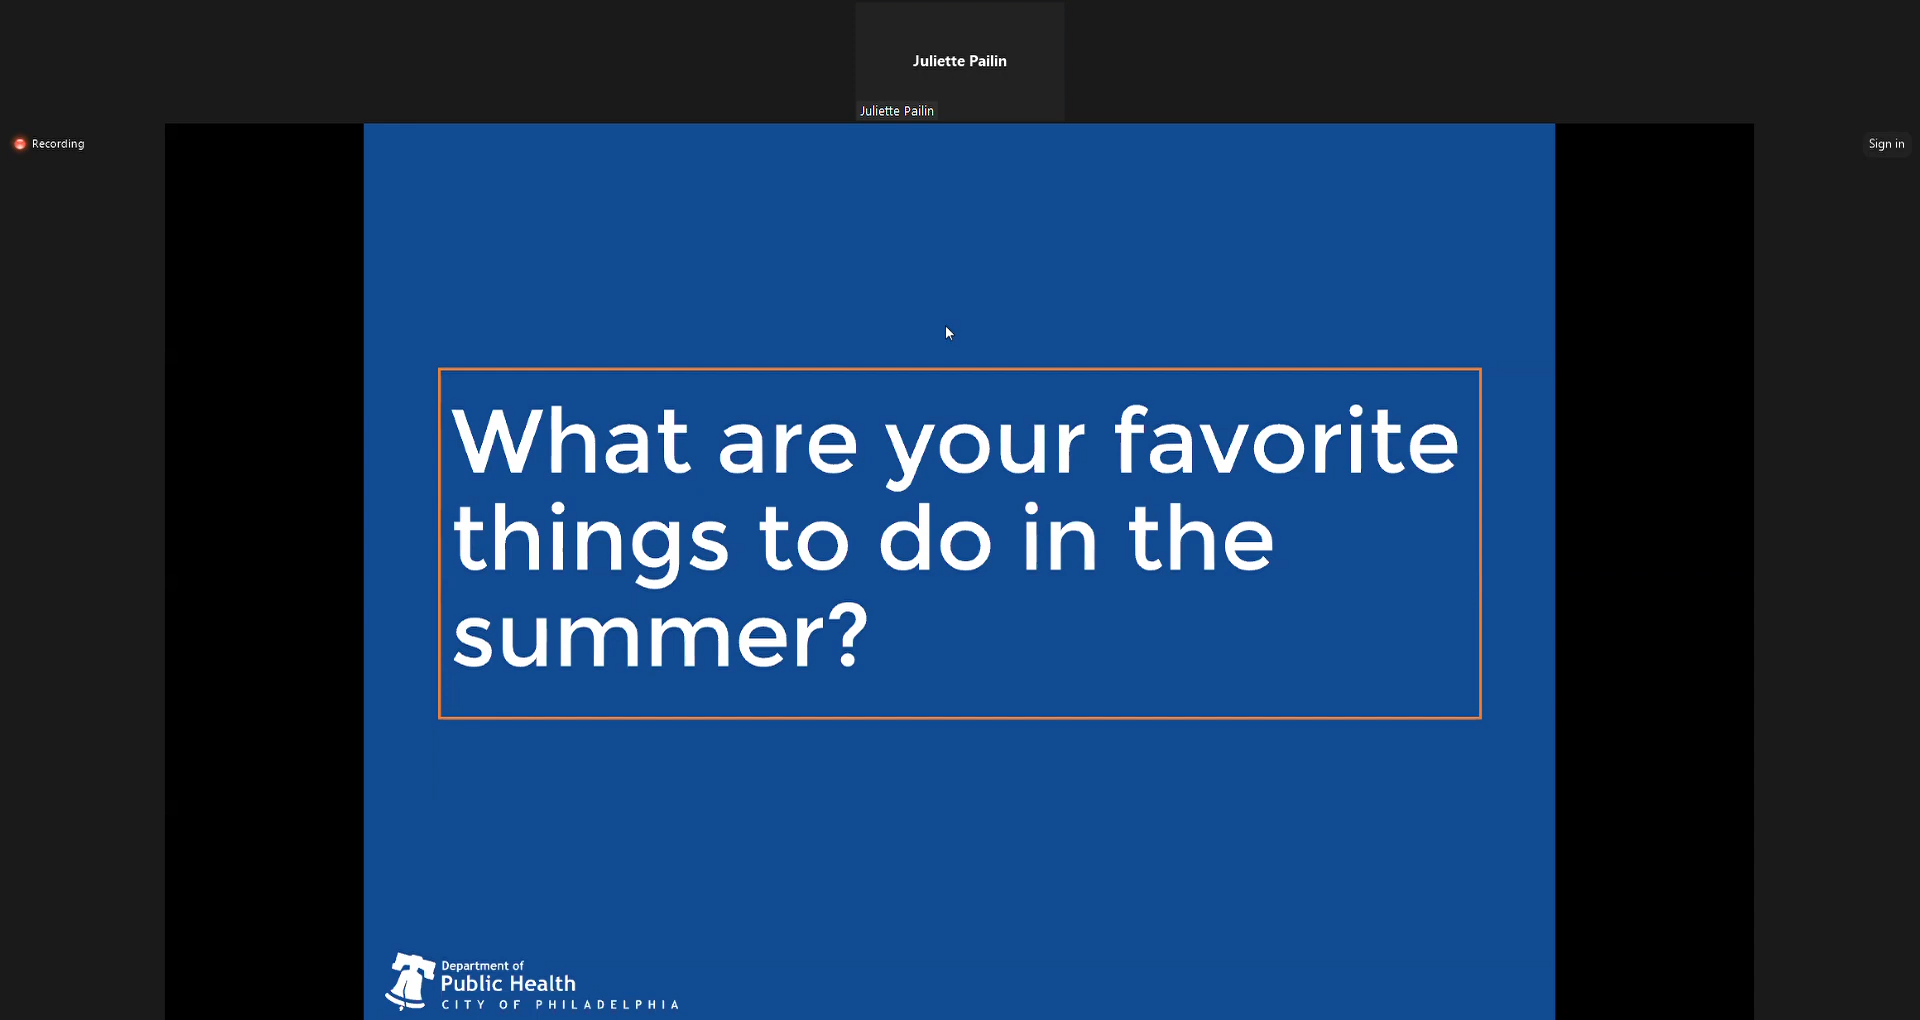 Juliette Pailin
Juliette Pailin
Recording
Sign in
What are your favorite
things to do in the
summer?
Department of
Public Health
CITY OF PHILADELPHIA